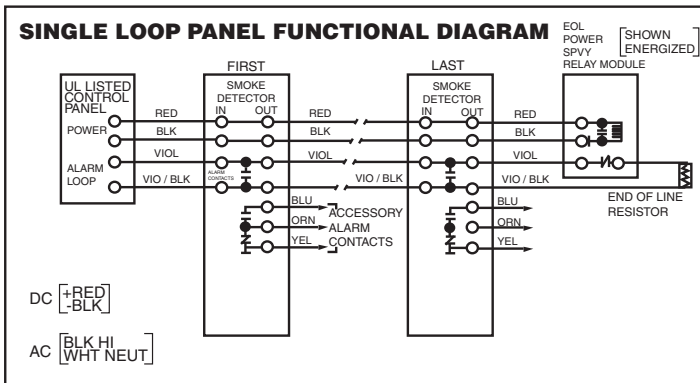 SINGLE LOOP PANEL FUNCTIONAL DIAGRAM
EOL
POWER
SPVY
RELAY MODULE
SHOWN
ENERGIZED
FIRST
LAST
UL LISTED
CONTROL
PANEL
POWER
ALARM
LOOP
RED
BLK
VIOL
VIO / BLK
SMOKE
DETECTOR
IN OUT
ALARM
CONTACTS
BLU
ORN
YEL
ACCESSORY
ALARM
CONTACTS
RED
BLK
VIOL
VIO / BLK
SMOKE
DETECTOR
IN OUT
BLU
ORN
YEL
RED
BLK
VIOL
VIO / BLK
END OF LINE
RESISTOR
DC +RED
-BLK
AC BLK HI
WHT NEUT